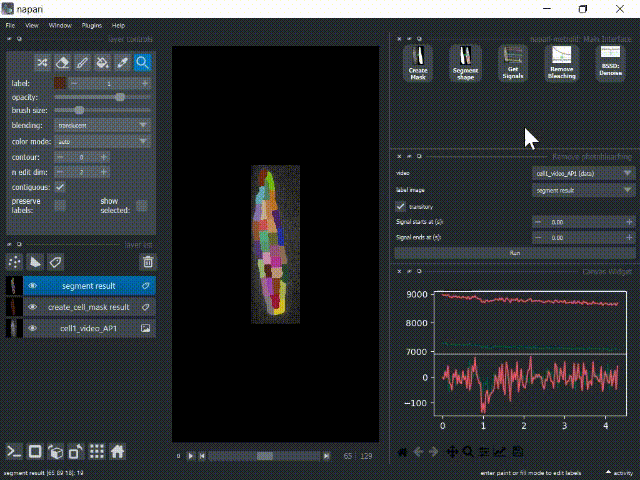 napari
File View Window Plugins Help
layer controls
napari-metroid: Main Interface
label: 1
opacity:
brush size:
blending: translucent
color mode: auto
contour: 0
n edit dim: 2
contiguous:
preserve labels:
show selected:
Create Mask
Segment shape
Get Signals
Remove Bleaching
BSSD: Denoise
Remove photobleaching
video cell1_video_AP1 (data)
label image segment result
transitory
Signal starts at (s): 0.00
Signal ends at (s): 0.00
Run
layer list
segment result
create_cell_mask result
cell1_video_AP1
Canvas Widget
9000
8000
7000
0
−100
0 1 2 3 4
0 65 129
segment result [65 89 18]: 19
enter paint or fill mode to edit labels
activity